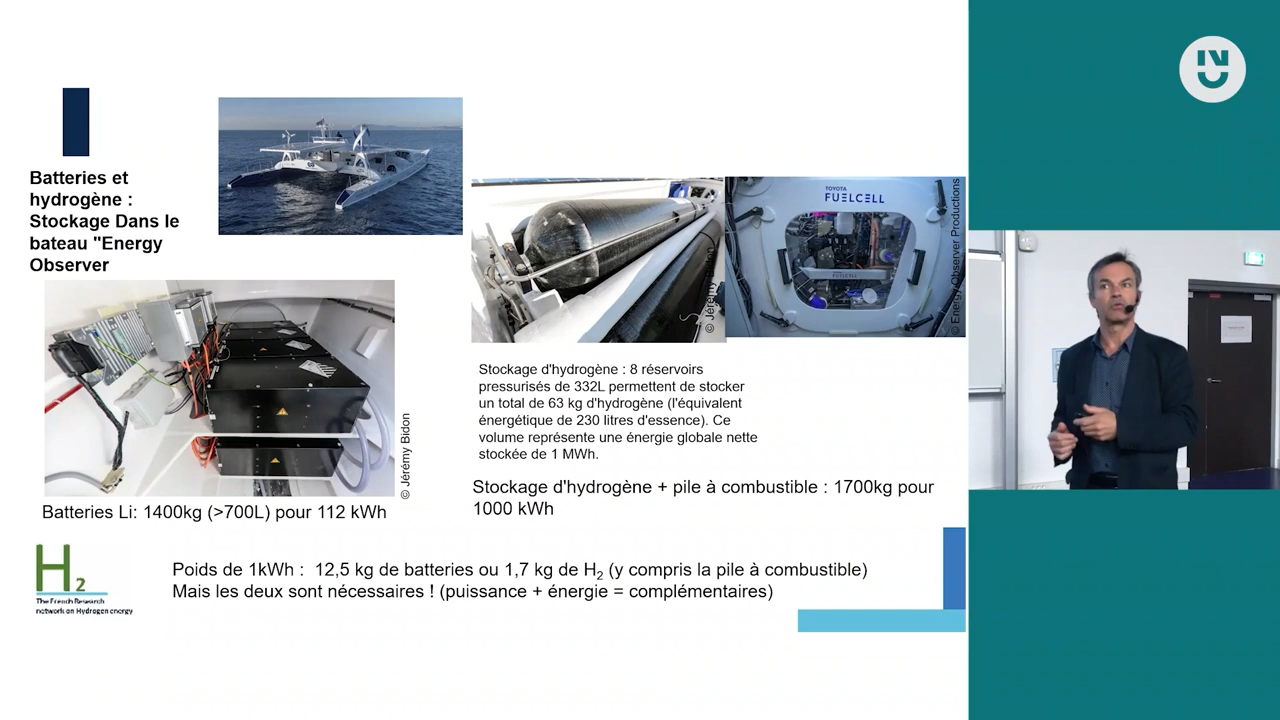 Batteries et
hydrogène :
Stockage Dans le
bateau "Energy
Observer
TOYOTA
FUELCELL
FUELCELL
© Energy Observer Productions
© Jérémy Bidon
Stockage d'hydrogène : 8 réservoirs
pressurisés de 332L permettent de stocker
un total de 63 kg d'hydrogène (l'équivalent
énergétique de 230 litres d'essence). Ce
volume représente une énergie globale nette
stockée de 1 MWh.
Stockage d'hydrogène + pile à combustible : 1700kg pour
1000 kWh
Batteries Li: 1400kg (>700L) pour 112 kWh
H2
The French Research
network on Hydrogen energy
Poids de 1kWh : 12,5 kg de batteries ou 1,7 kg de H2 (y compris la pile à combustible)
Mais les deux sont nécessaires ! (puissance + énergie = complémentaires)